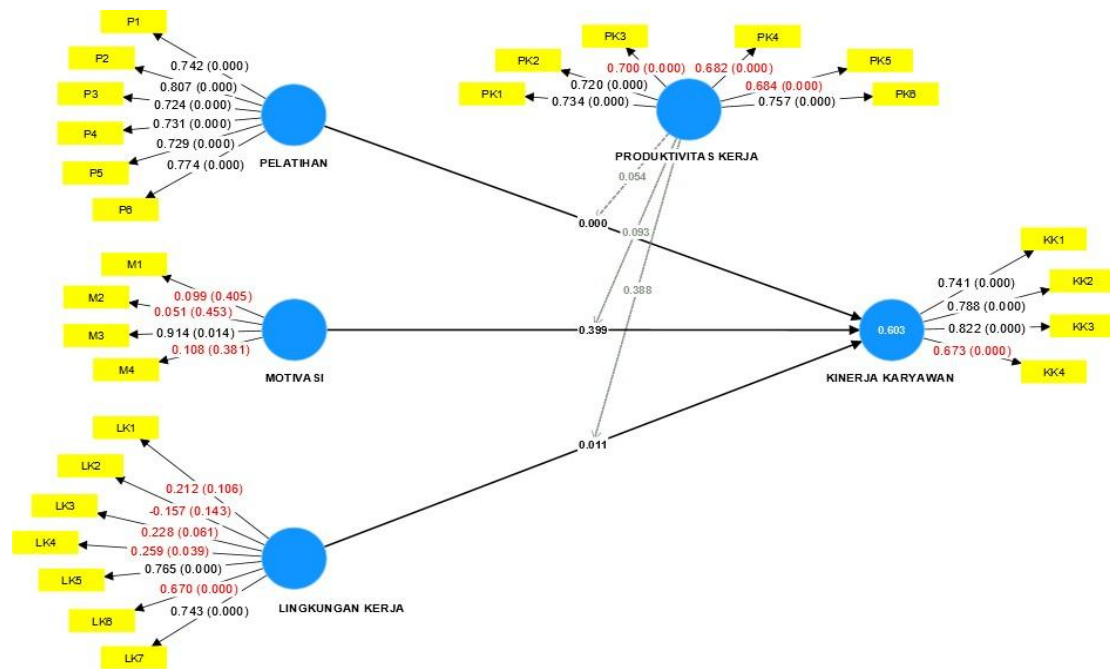 P1
P2
P3
P4
P5
P6
0.742 (0.000)
0.807 (0.000)
0.724 (0.000)
0.731 (0.000)
0.729 (0.000)
0.774 (0.000)
PELATIHAN
PK1
PK2
PK3
PK4
PK5
PK6
0.700 (0.000)
0.682 (0.000)
0.720 (0.000)
0.684 (0.000)
0.734 (0.000)
0.757 (0.000)
PRODUKTIVITAS KERJA
0.054
0.000
0.093
0.388
M1
M2
M3
M4
0.099 (0.405)
0.051 (0.453)
0.914 (0.014)
0.108 (0.381)
MOTIVASI
0.399
KK1
KK2
KK3
KK4
0.741 (0.000)
0.788 (0.000)
0.822 (0.000)
0.673 (0.000)
0.603
KINERJA KARYAWAN
LK1
LK2
LK3
LK4
LK5
LK6
LK7
0.212 (0.106)
-0.157 (0.143)
0.228 (0.061)
0.259 (0.039)
0.765 (0.000)
0.670 (0.000)
0.743 (0.000)
LINGKUNGAN KERJA
0.011